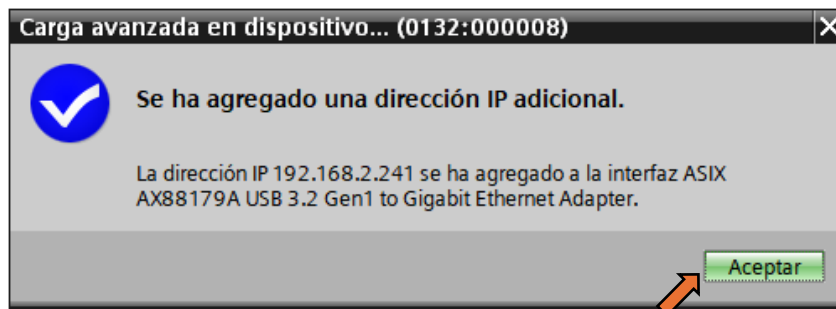 Carga avanzada en dispositivo... (0132:000008)
Se ha agregado una dirección IP adicional.
La dirección IP 192.168.2.241 se ha agregado a la interfaz ASIX
AX88179A USB 3.2 Gen1 to Gigabit Ethernet Adapter.
Aceptar